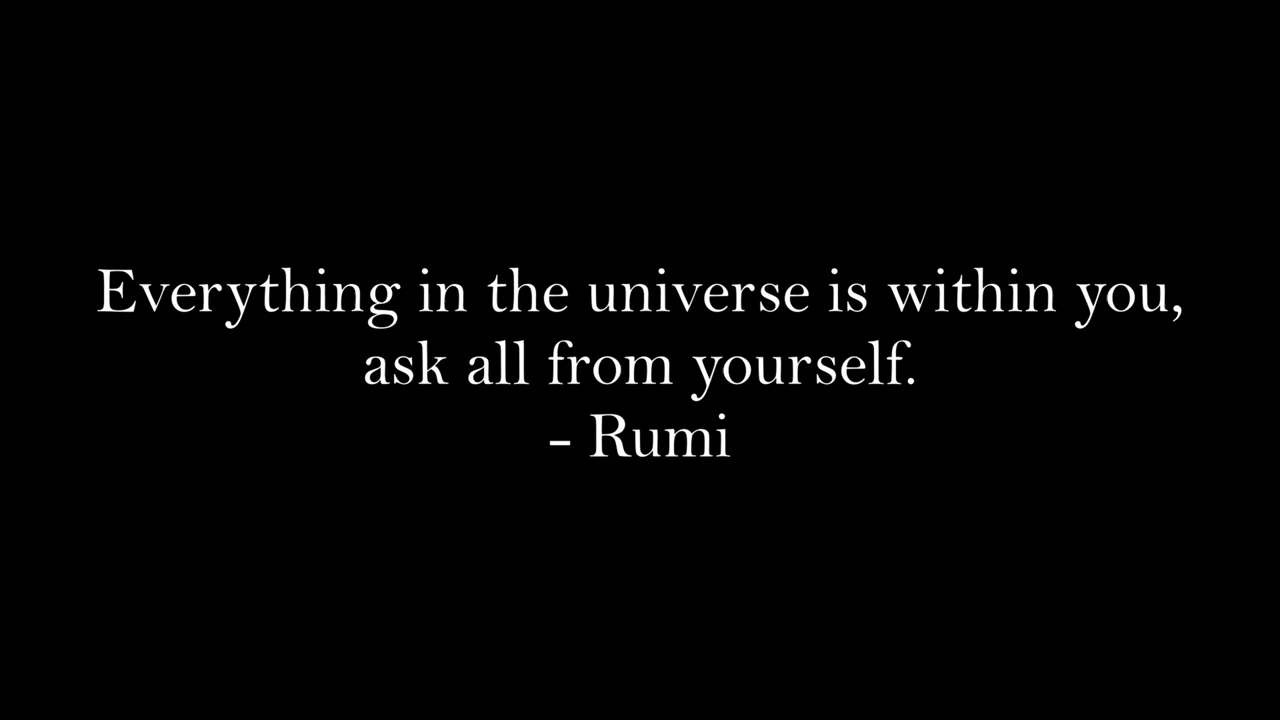 Everything in the universe is within you,
ask all from yourself.
- Rumi